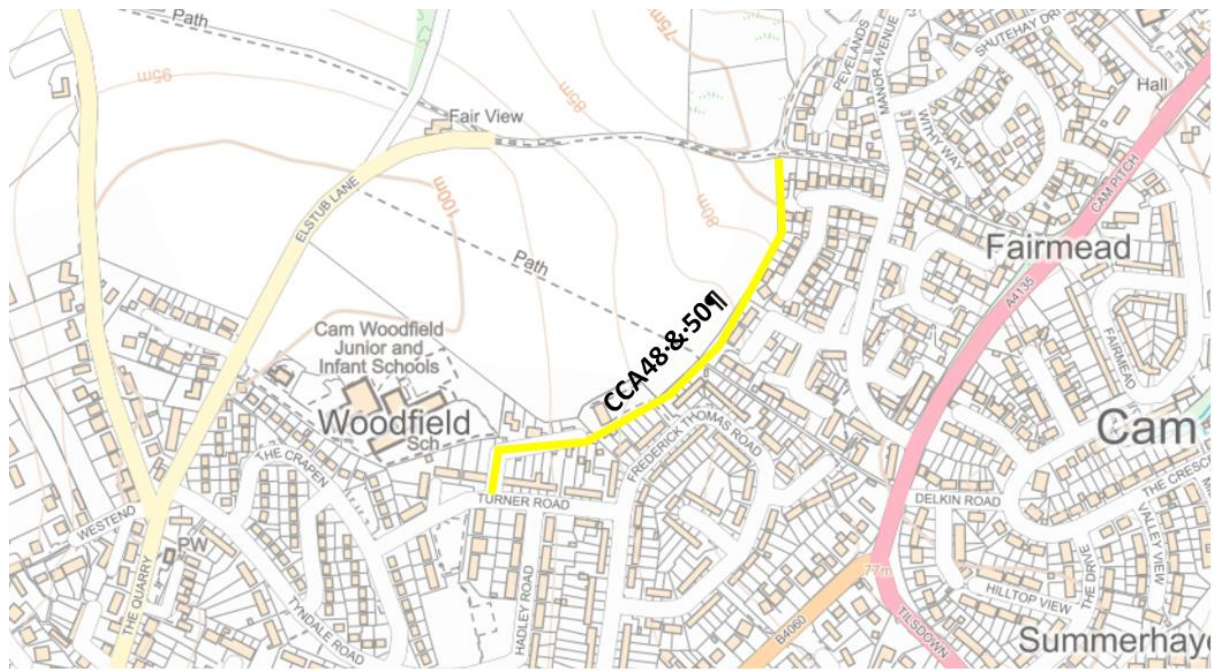 Path
95m
75m
85m
PEVELANDS
MANOR AVENUE
SHUTEHAY DRI
Hall
Fair View
WITHY WAY
CAM PITCH
100m
80m
ELSTUB LANE
Path
Fairmead
A4135
CCA48·&·50¶
Cam Woodfield
Junior and
Infant Schools
FAIRMEAD
Woodfield
Sch
Cam
FREDERICK THOMAS ROAD
THE CRAPEN
TURNER ROAD
DELKIN ROAD
THE CRESC
WESTEND
VALLEY VIEW
PW
THE DRIVE
77m
HILLTOP VIEW
THE QUARRY
TYNDALE ROAD
HADLEY ROAD
B4060
TILSDOWN
Summerhaye